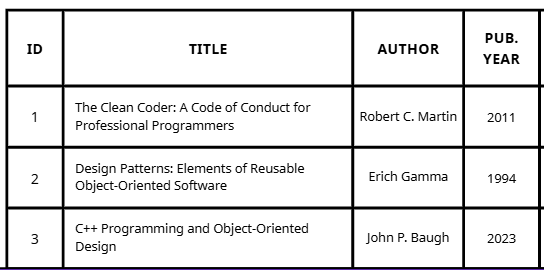 ID TITLE AUTHOR PUB. YEAR
1 The Clean Coder: A Code of Conduct for Professional Programmers Robert C. Martin 2011
2 Design Patterns: Elements of Reusable Object-Oriented Software Erich Gamma 1994
3 C++ Programming and Object-Oriented Design John P. Baugh 2023